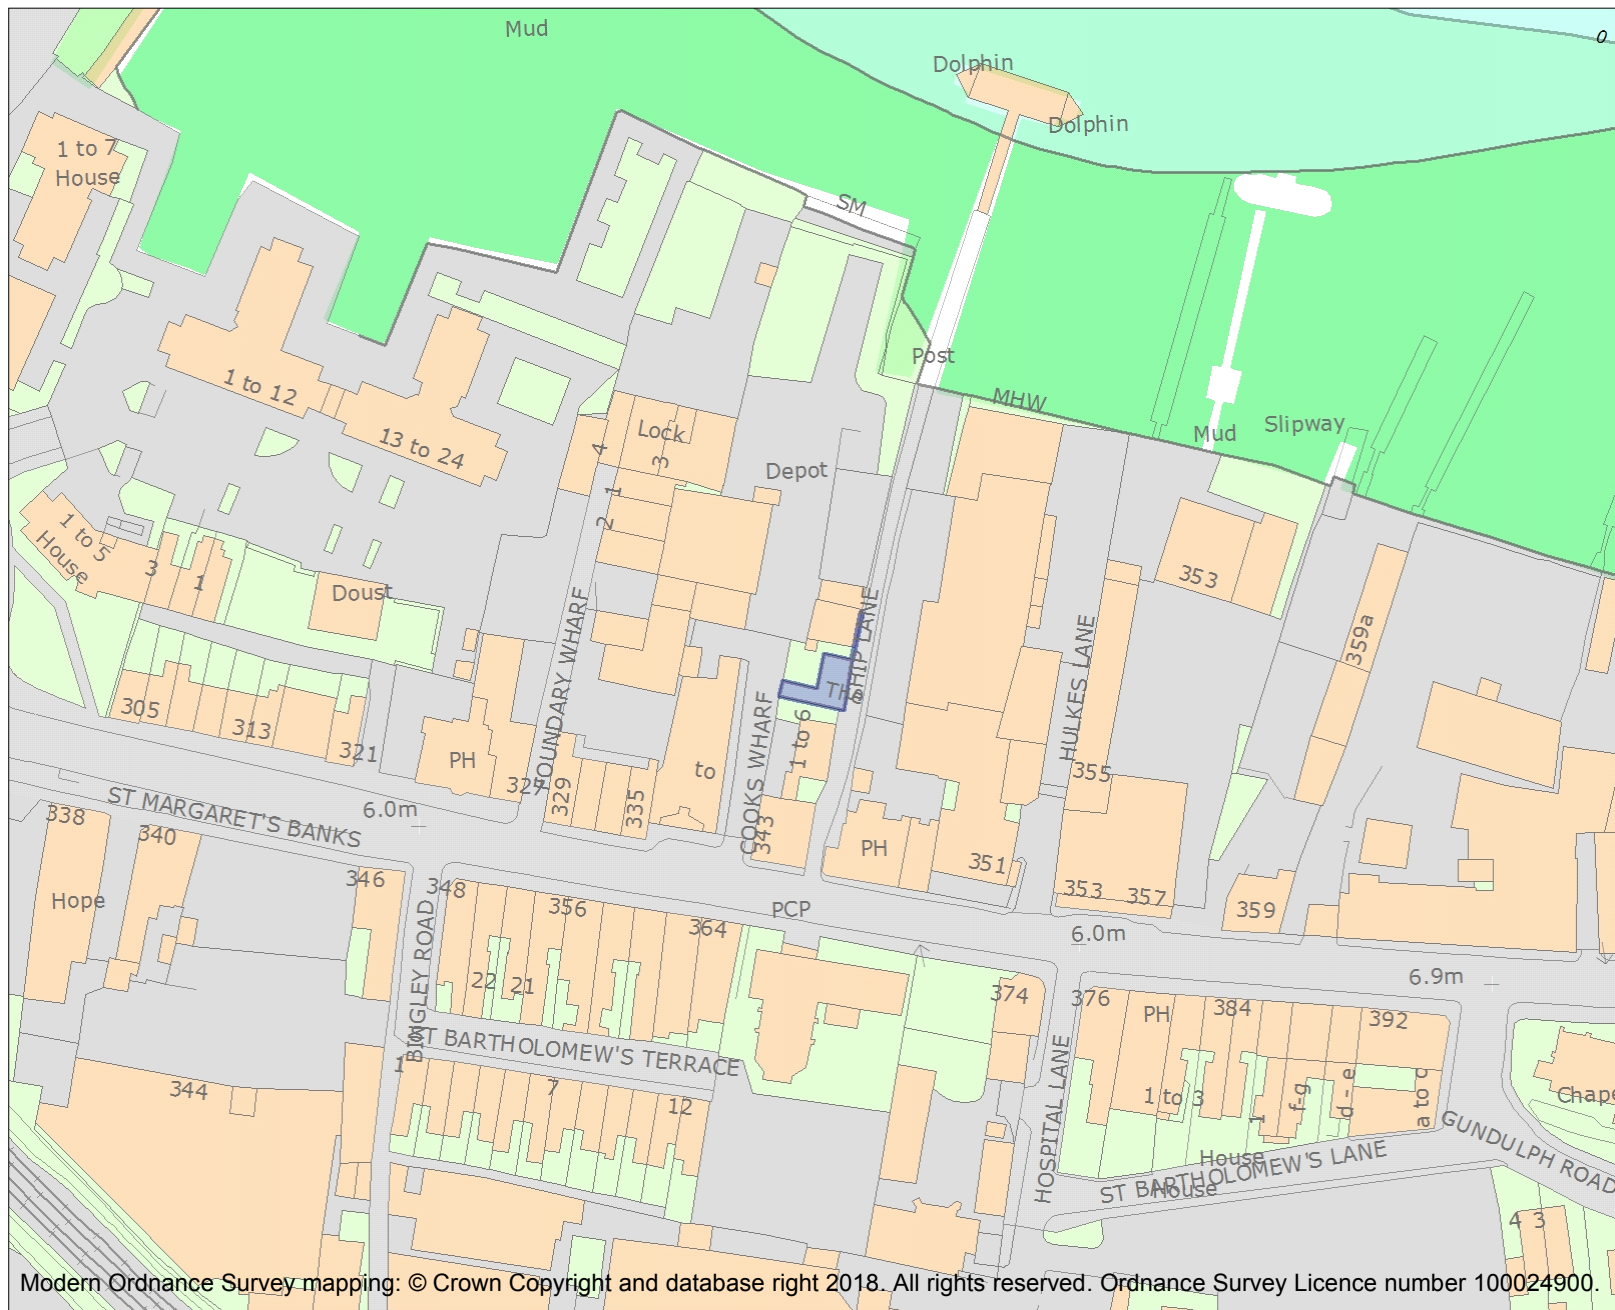 Mud
0
Dolphin
Dolphin
1 to 7
House
SM
Post
MHW
1 to 12
13 to 24
4
Lock
3
Depot
Mud
Slipway
1
2
1 to 5
House
3
1
Doust
353
359a
FOUNDARY WHARF
SHIP LANE
HULKES LANE
The
305
313
321
PH
327
329
335
to
COOKS WHARF
1 to 6
343
355
ST MARGARET'S BANKS
6.0m
338
340
PH
351
353
357
359
346
348
356
364
PCP
6.0m
6.9m
Hope
BINGLEY ROAD
22
21
374
376
PH
384
392
ST BARTHOLOMEW'S TERRACE
1
7
12
344
HOSPITAL LANE
1 to 3
1
f-g
d - e
a to c
Chape
GUNDULPH ROAD
House
ST BARTHOLOMEW'S LANE
House
4
3
Modern Ordnance Survey mapping: © Crown Copyright and database right 2018. All rights reserved. Ordnance Survey Licence number 100024900.